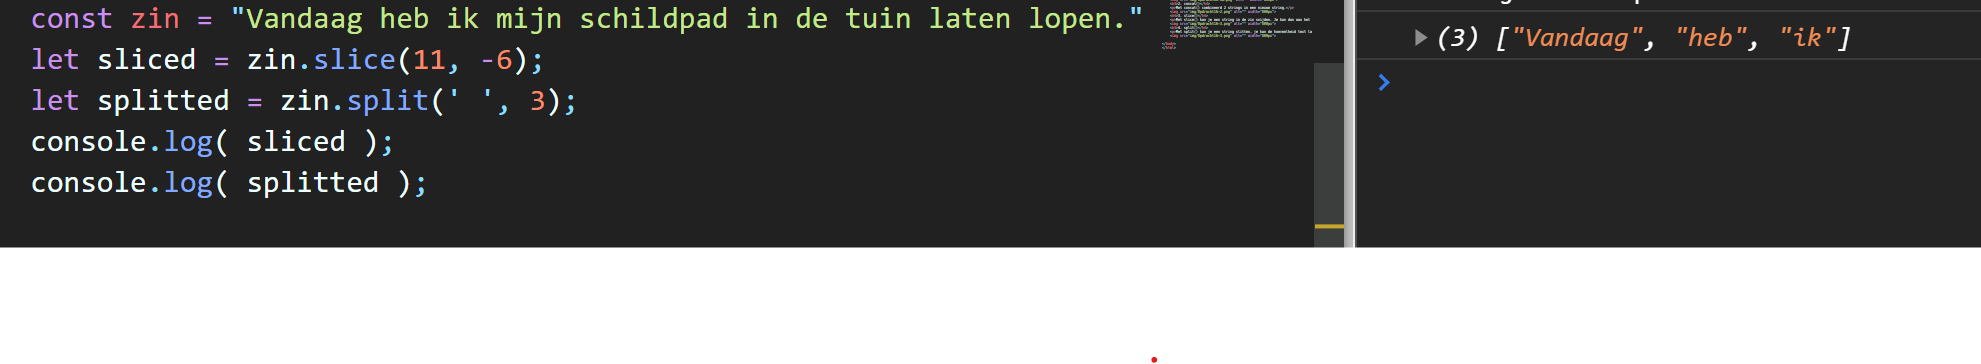 const zin = "Vandaag heb ik mijn schildpad in de tuin laten lopen."
let sliced = zin.slice(11, -6);
let splitted = zin.split(' ', 3);
console.log( sliced );
console.log( splitted );
(3) ["Vandaag", "heb", "ik"]